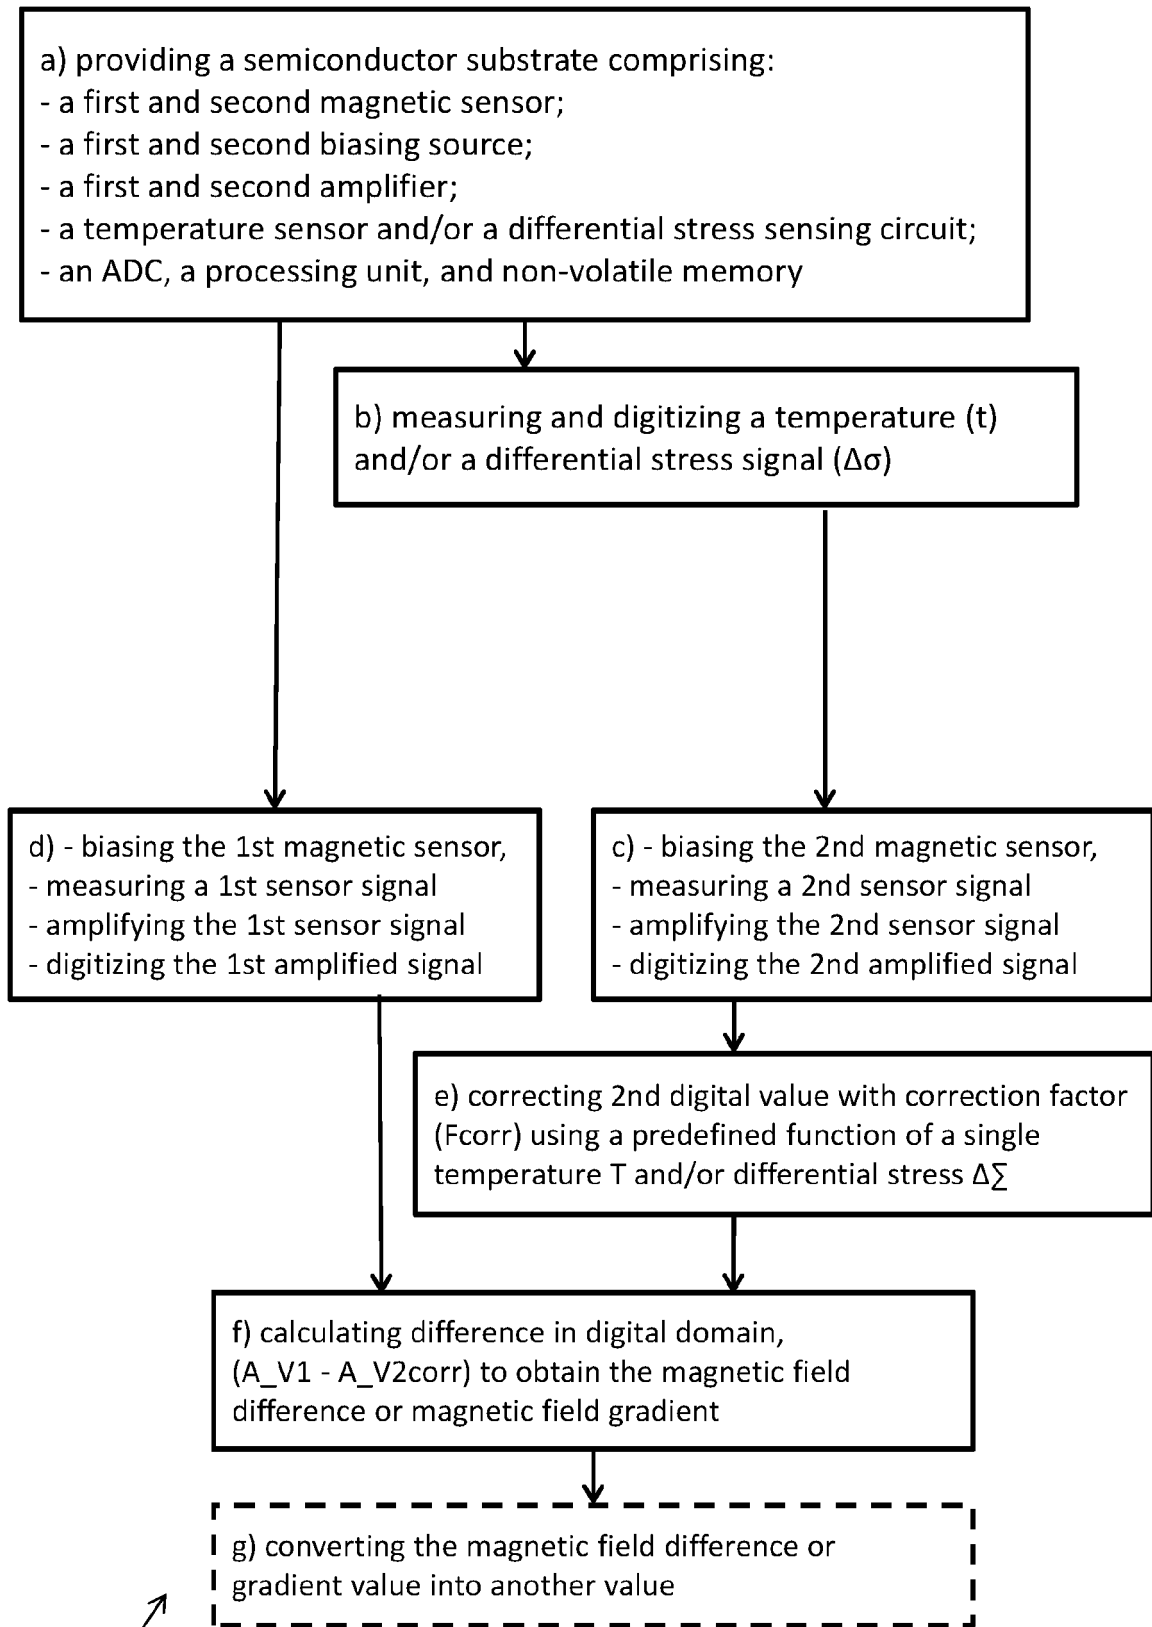 a) providing a semiconductor substrate comprising:
- a first and second magnetic sensor;
- a first and second biasing source;
- a first and second amplifier;
- a temperature sensor and/or a differential stress sensing circuit;
- an ADC, a processing unit, and non-volatile memory
b) measuring and digitizing a temperature (t)
and/or a differential stress signal (Δσ)
d) - biasing the 1st magnetic sensor,
- measuring a 1st sensor signal
- amplifying the 1st sensor signal
- digitizing the 1st amplified signal
c) - biasing the 2nd magnetic sensor,
- measuring a 2nd sensor signal
- amplifying the 2nd sensor signal
- digitizing the 2nd amplified signal
e) correcting 2nd digital value with correction factor
(Fcorr) using a predefined function of a single
temperature T and/or differential stress Δ∑
f) calculating difference in digital domain,
(A_V1 - A_V2corr) to obtain the magnetic field
difference or magnetic field gradient
g) converting the magnetic field difference or
gradient value into another value